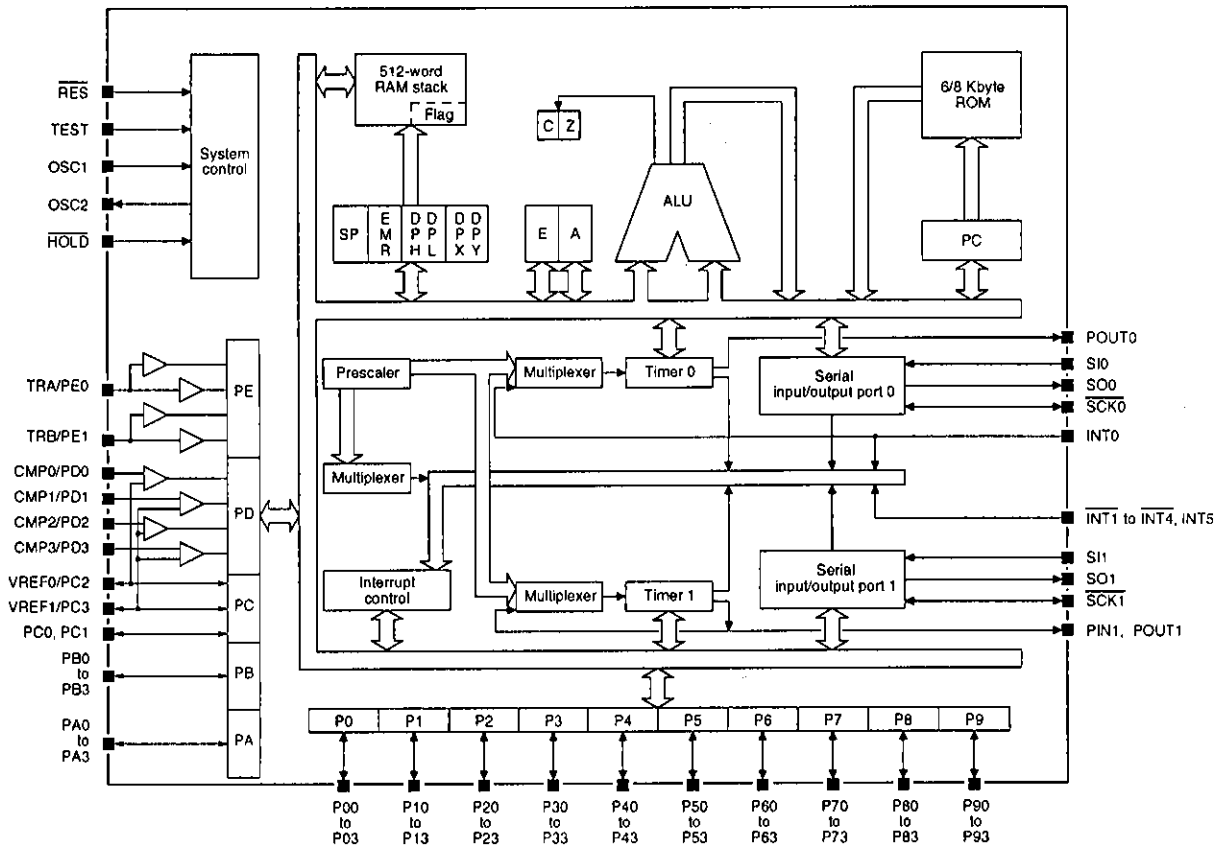 RES
TEST
OSC1
OSC2
HOLD
System
control
512-word
RAM stack
Flag
C Z
6/8 Kbyte
ROM
ALU
PC
SP
EMR
DPH
DPL
DPX
DPY
E A
TRA/PE0
TRB/PE1
CMP0/PD0
CMP1/PD1
CMP2/PD2
CMP3/PD3
VREF0/PC2
VREF1/PC3
PC0, PC1
PB0
to
PB3
PA0
to
PA3
PE
PD
PC
PB
PA
Prescaler
Multiplexer
Timer 0
Serial
input/output port 0
Multiplexer
Interrupt
control
Multiplexer
Timer 1
Serial
input/output port 1
POUT0
SI0
SO0
SCK0
INT0
INT1 to INT4, INT5
SI1
SO1
SCK1
PIN1, POUT1
P0 P1 P2 P3 P4 P5 P6 P7 P8 P9
P00 P10 P20 P30 P40 P50 P60 P70 P80 P90
to to to to to to to to to to
P03 P13 P23 P33 P43 P53 P63 P73 P83 P93